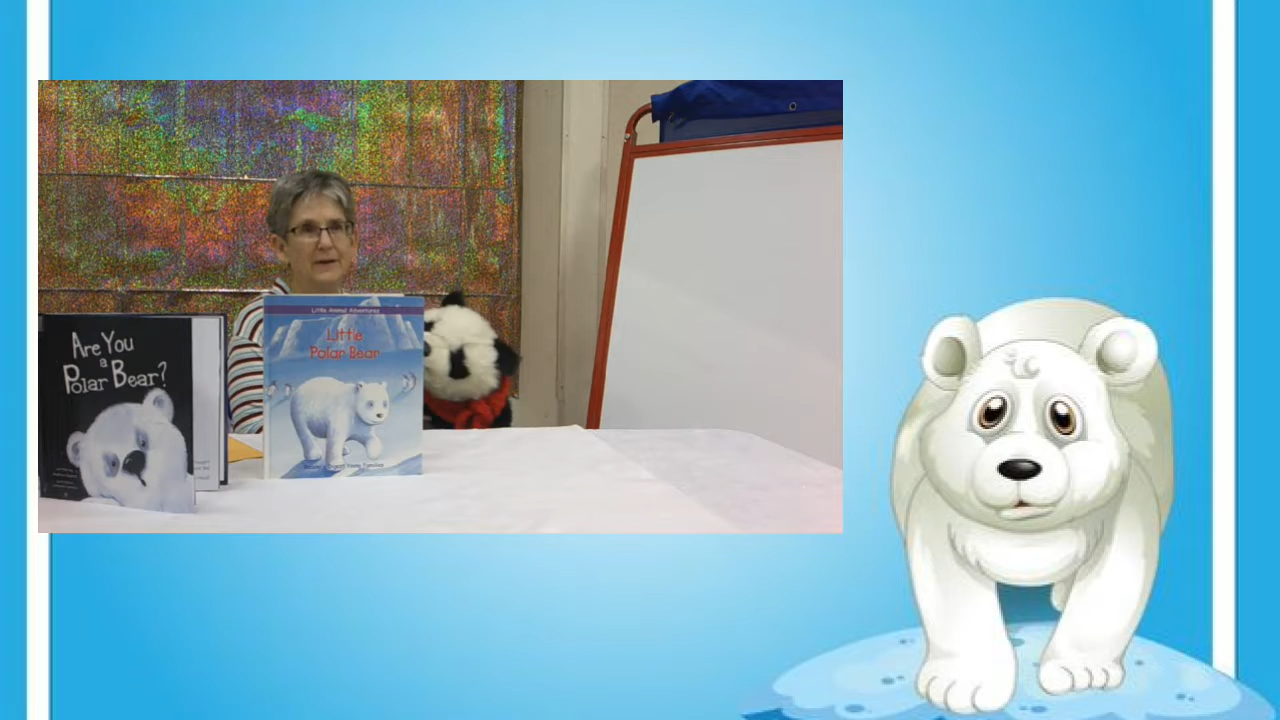 Are You
a
Polar Bear?
Little Animal Adventures
Little
Polar Bear